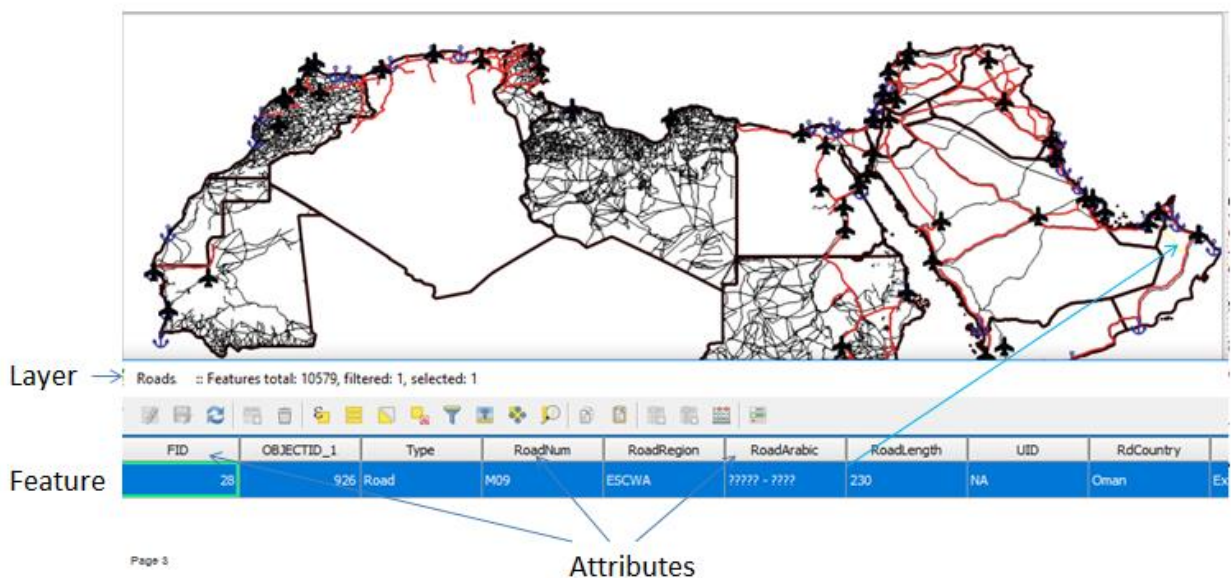 Layer
Roads :: Features total: 10579, filtered: 1, selected: 1
FID OBJECTID_1 Type RoadNum RoadRegion RoadArabic RoadLength UID RdCountry
Feature
28 926 Road M09 ESCWA ????? - ???? 230 NA Oman Ex
Attributes
Page 3